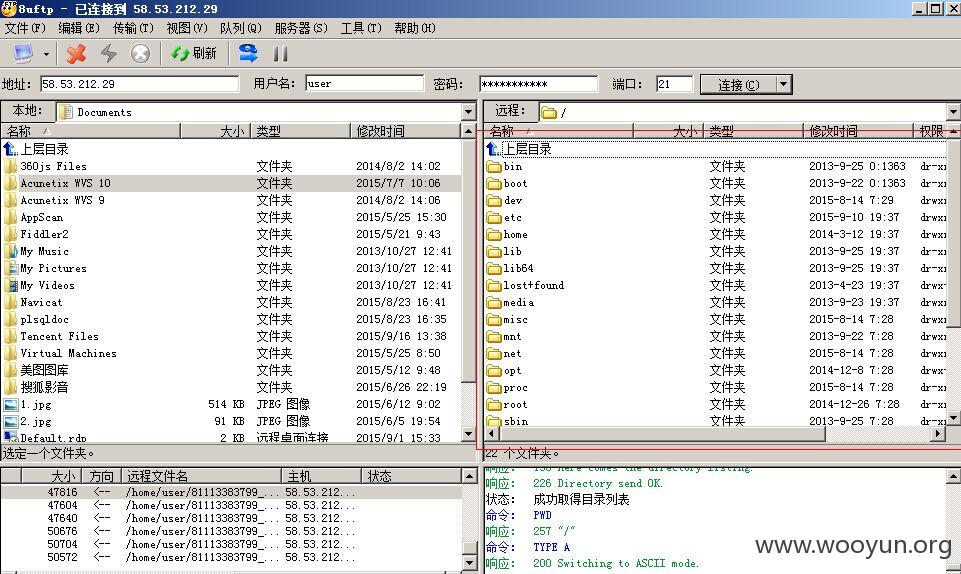 8uftp - 已连接到 58.53.212.29
文件(F) 编辑(E) 传输(T) 视图(V) 队列(Q) 服务器(S) 工具(T) 帮助(H)
刷新
地址: 58.53.212.29 用户名: user 密码: *********** 端口: 21 连接(C)
本地: Documents
名称 大小 类型 修改时间
上层目录
360js Files 文件夹 2014/8/2 14:02
Acunetix WVS 10 文件夹 2015/7/7 10:06
Acunetix WVS 9 文件夹 2014/8/2 14:06
AppScan 文件夹 2015/5/25 15:30
Fiddler2 文件夹 2015/5/21 9:43
My Music 文件夹 2013/10/27 12:41
My Pictures 文件夹 2013/10/27 12:41
My Videos 文件夹 2013/10/27 12:41
Navicat 文件夹 2015/8/23 16:41
plsqldoc 文件夹 2015/8/23 16:35
Tencent Files 文件夹 2015/9/16 13:38
Virtual Machines 文件夹 2015/5/25 8:50
美图图库 文件夹 2015/5/12 9:48
搜狐影音 文件夹 2015/6/26 22:19
1.jpg 514 KB JPEG 图像 2015/6/12 9:02
2.jpg 91 KB JPEG 图像 2015/6/5 19:54
Default.rdp 2 KB 远程桌面连接 2015/9/1 15:33
选定一个文件夹。
远程: /
名称 大小 类型 修改时间 权限
上层目录
bin 文件夹 2013-9-25 0:1363 dr-x
boot 文件夹 2013-9-22 0:1363 dr-x
dev 文件夹 2015-8-14 7:29 drwx
etc 文件夹 2015-9-10 19:37 drwx
home 文件夹 2014-3-12 19:37 drwx
lib 文件夹 2013-9-25 19:37 dr-x
lib64 文件夹 2013-9-25 19:37 dr-x
lost+found 文件夹 2013-4-23 19:37 drwx
media 文件夹 2013-9-23 19:37 drwx
misc 文件夹 2015-8-14 7:28 drwx
mnt 文件夹 2013-9-22 7:28 drwx
net 文件夹 2015-8-14 7:28 drwx
opt 文件夹 2014-12-8 7:28 drwx
proc 文件夹 2015-8-14 7:28 dr-x
root 文件夹 2014-12-26 7:28 drwx
sbin 文件夹 2013-9-25 7:28 dr-x
22 个文件夹。
大小 方向 远程文件名 主机 状态
47816 <-- /home/user/81113383799_... 58.53.212...
47604 <-- /home/user/81113383799_... 58.53.212...
47640 <-- /home/user/81113383799_... 58.53.212...
50676 <-- /home/user/81113383799_... 58.53.212...
50704 <-- /home/user/81113383799_... 58.53.212...
50572 <-- /home/user/81113383799_... 58.53.212...
响应: 150 Here comes the directory listing.
响应: 226 Directory send OK.
状态: 成功取得目录列表
命令: PWD
响应: 257 "/"
命令: TYPE A
响应: 200 Switching to ASCII mode.
www.wooyun.org